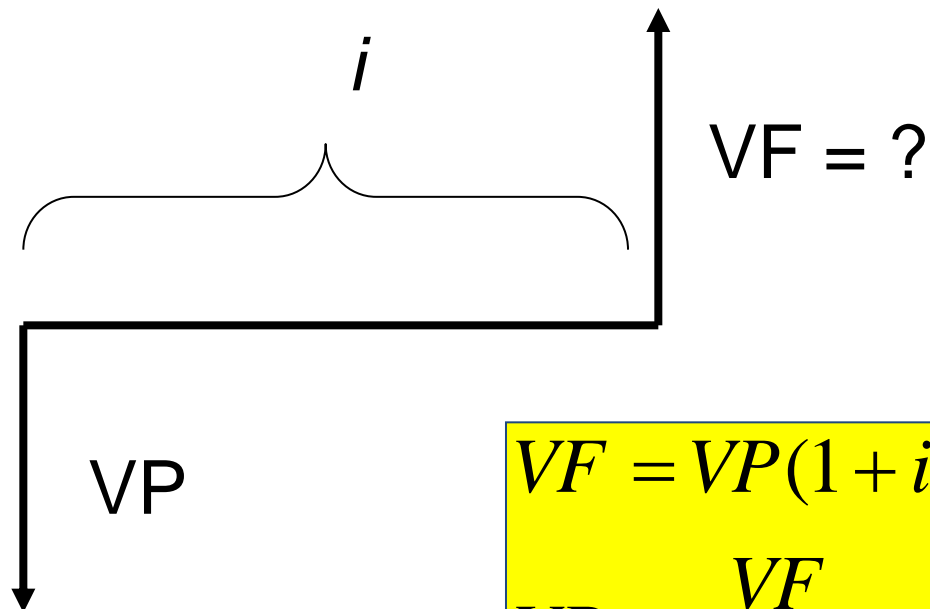 i
VF = ?
VP
VF = VP(1 + i
VF